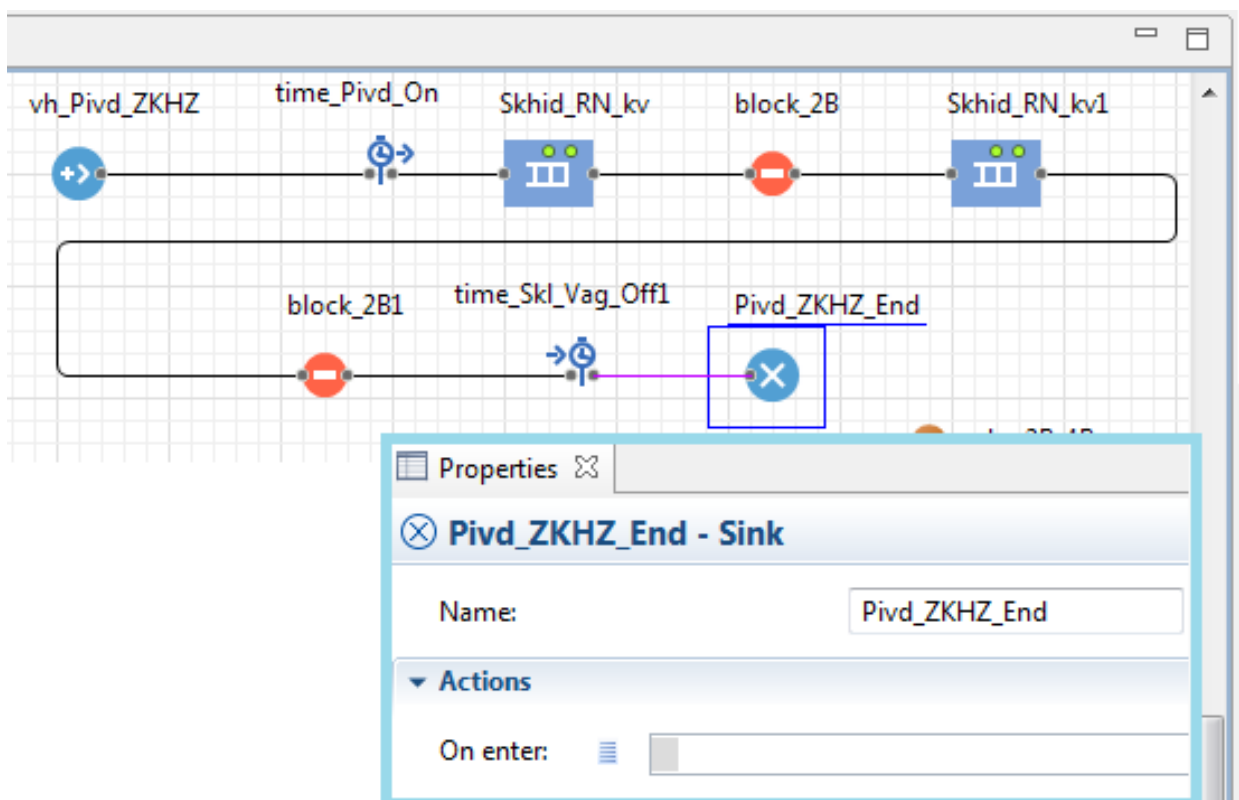 vh_Pivd_ZKHZ time_Pivd_On Skhid_RN_kv block_2B Skhid_RN_kv1
block_2B1 time_Skl_Vag_Off1 Pivd_ZKHZ_End
Properties
Pivd_ZKHZ_End - Sink
Name: Pivd_ZKHZ_End
Actions
On enter: